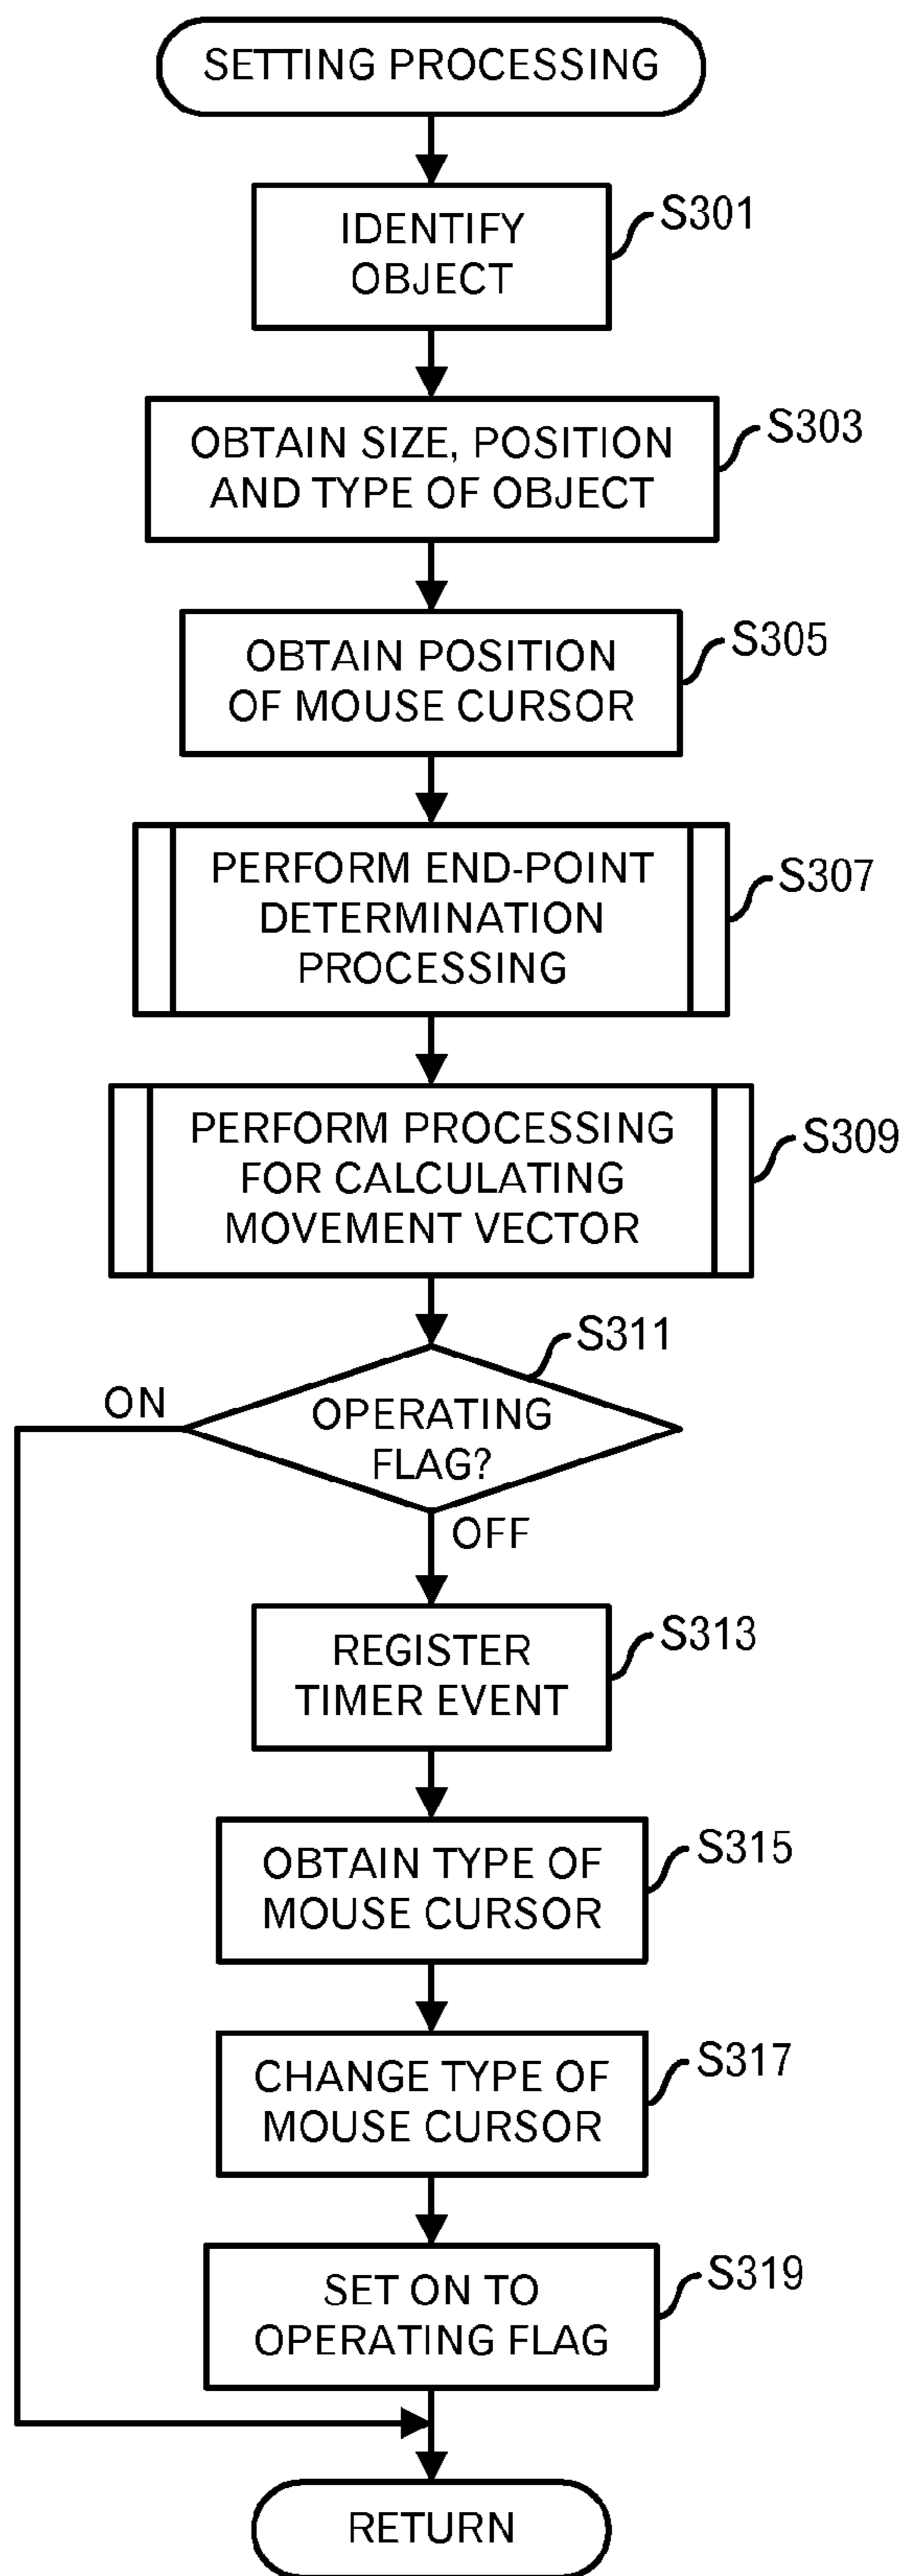 SETTING PROCESSING
IDENTIFY
OBJECT
S301
OBTAIN SIZE, POSITION
AND TYPE OF OBJECT
S303
OBTAIN POSITION
OF MOUSE CURSOR
S305
PERFORM END-POINT
DETERMINATION
PROCESSING
S307
PERFORM PROCESSING
FOR CALCULATING
MOVEMENT VECTOR
S309
S311
ON
OPERATING
FLAG?
OFF
REGISTER
TIMER EVENT
S313
OBTAIN TYPE OF
MOUSE CURSOR
S315
CHANGE TYPE OF
MOUSE CURSOR
S317
SET ON TO
OPERATING FLAG
S319
RETURN